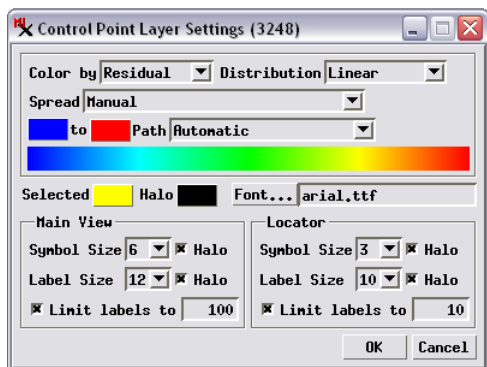 Control Point Layer Settings (3248)
Color by Residual Distribution Linear
Spread Manual
to Path Automatic
Selected Halo Font... arial.ttf
Main View
Symbol Size 6 Halo
Label Size 12 Halo
Limit labels to 100
Locator
Symbol Size 3 Halo
Label Size 10 Halo
Limit labels to 10
OK Cancel